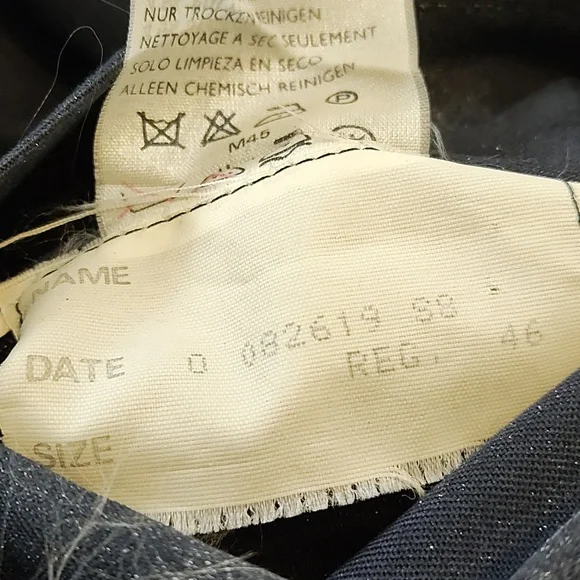 NUR TROCKENREINIGEN
NETTOYAGE A SEC SEULEMENT
SOLO LIMPIEZA EN SECO
ALLEEN CHEMISCH REINIGEN
P
M45
NAME
DATE 0 082619 58
REG, 46
SIZE